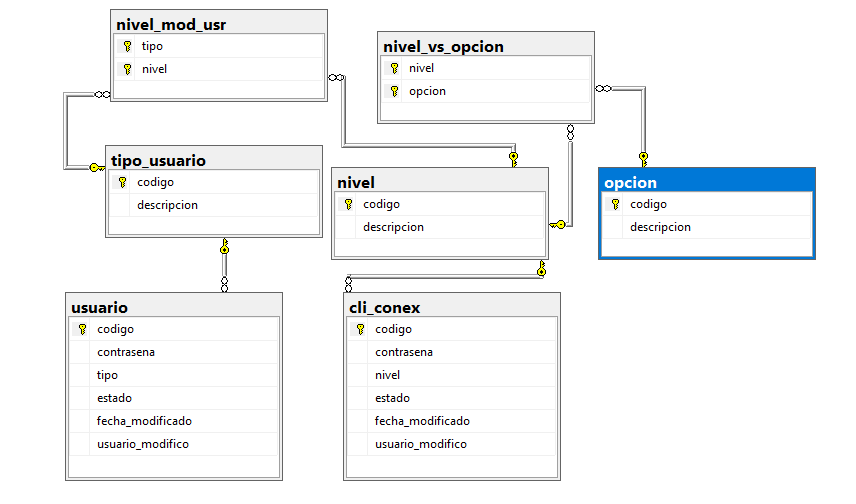 nivel_mod_usr
tipo
nivel
nivel_vs_opcion
nivel
opcion
tipo_usuario
codigo
descripcion
nivel
codigo
descripcion
opcion
codigo
descripcion
usuario
codigo
contrasena
tipo
estado
fecha_modificado
usuario_modifico
cli_conex
codigo
contrasena
nivel
estado
fecha_modificado
usuario_modifico